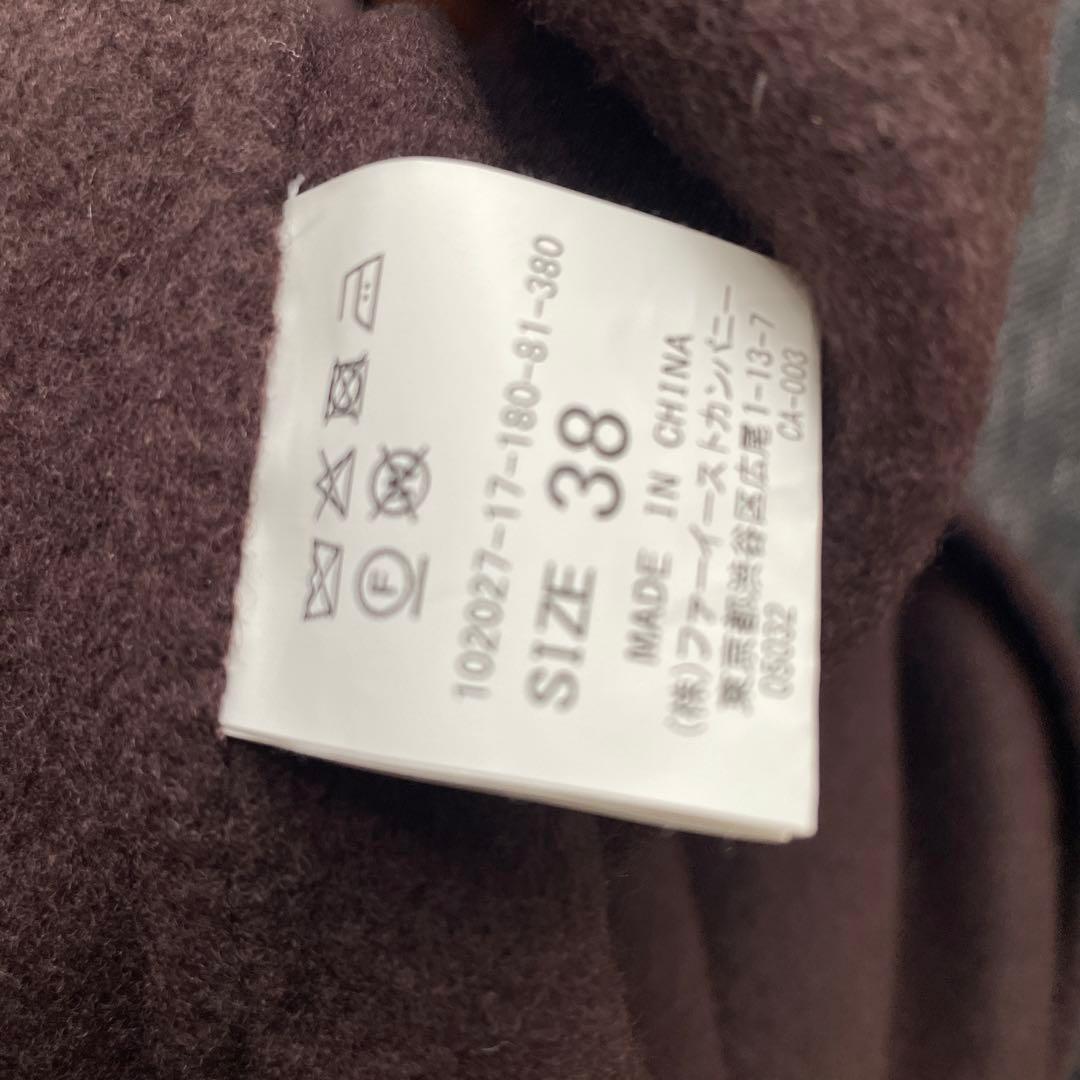 102027-17-180-81-380
SIZE 38
MADE IN CHINA
(株)ファーイーストカンパニー
東京都渋谷区広尾1-13-7
05032 CA-003
F
W